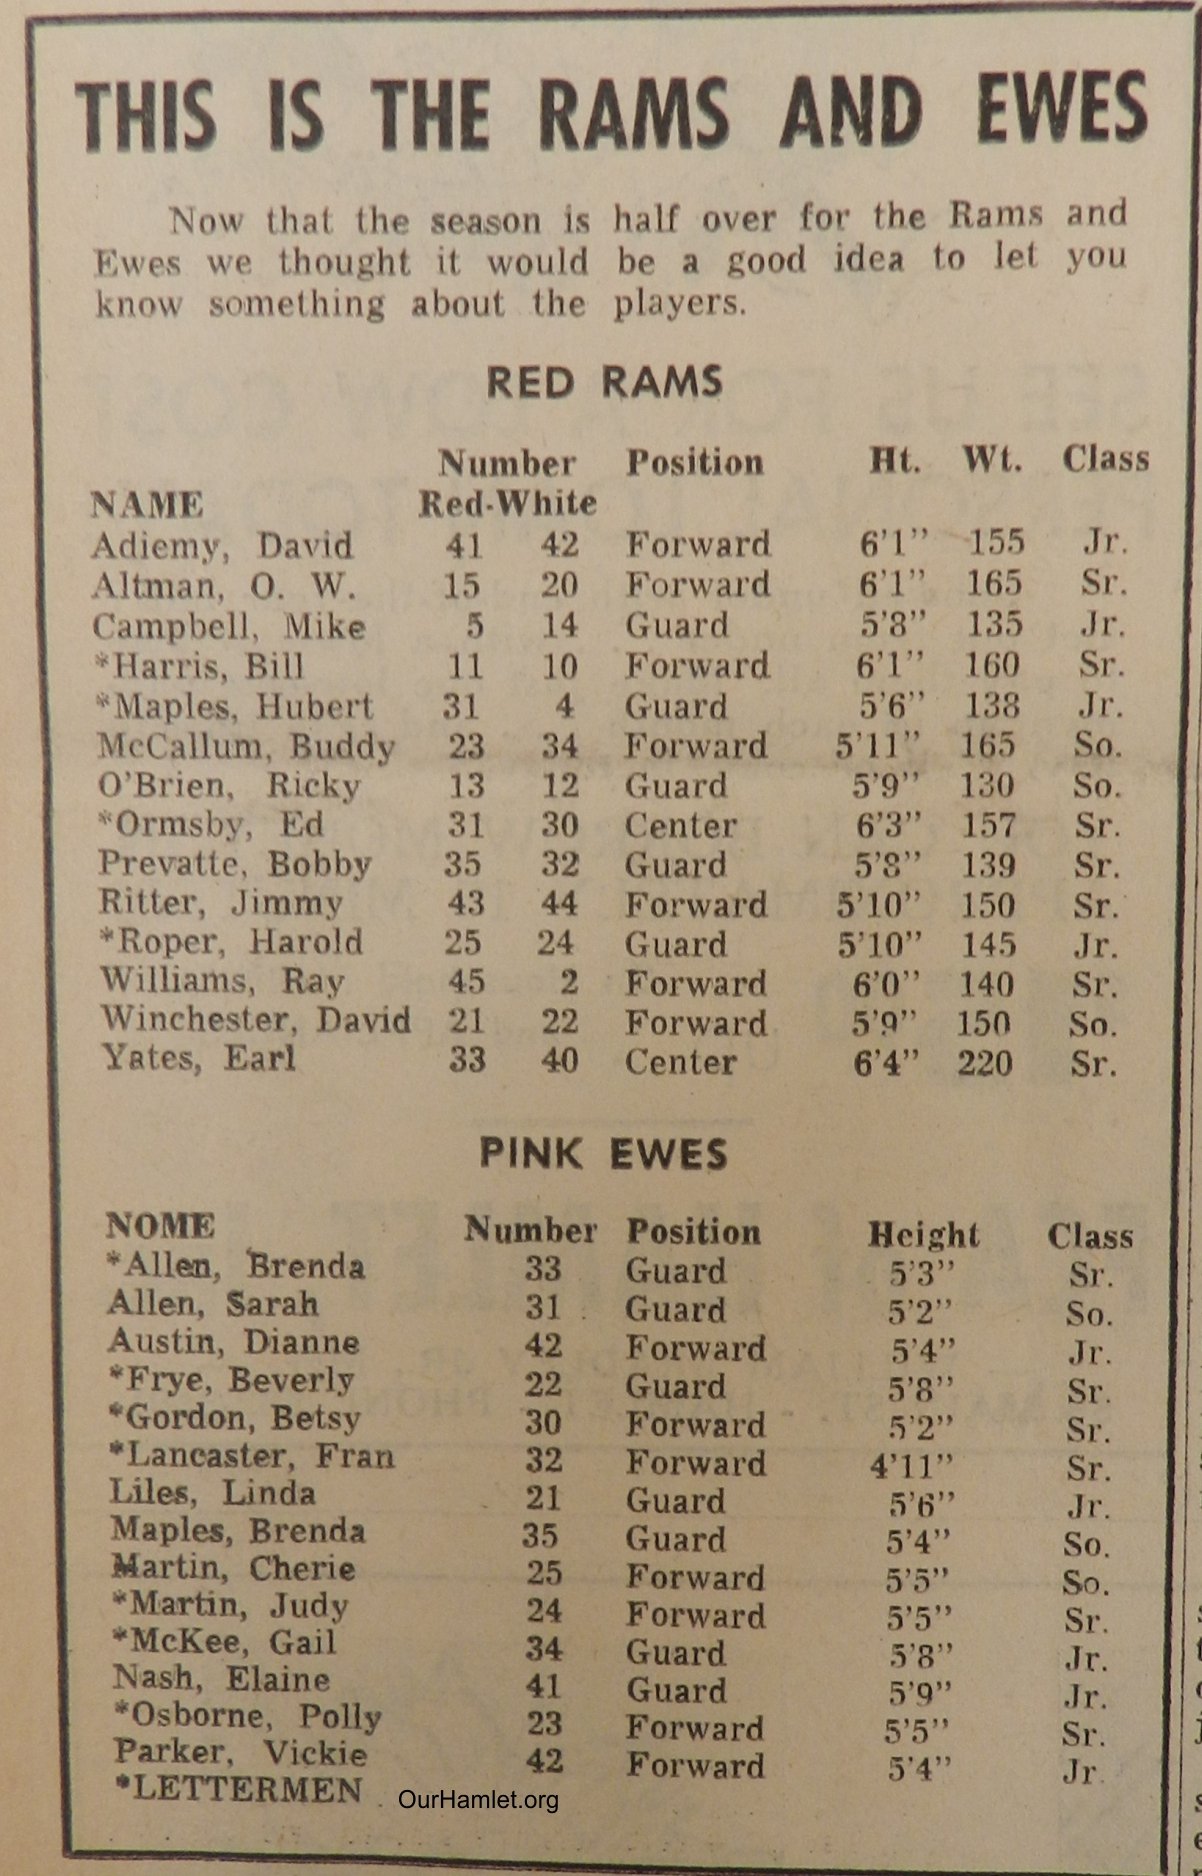 THIS IS THE RAMS AND EWES
Now that the season is half over for the Rams and
Ewes we thought it would be a good idea to let you
know something about the players.
RED RAMS
Number Position Ht. Wt. Class
NAME Red-White
Adiemy, David 41 42 Forward 6'1" 155 Jr.
Altman, O. W. 15 20 Forward 6'1" 165 Sr.
Campbell, Mike 5 14 Guard 5'8" 135 Jr.
*Harris, Bill 11 10 Forward 6'1" 160 Sr.
*Maples, Hubert 31 4 Guard 5'6" 138 Jr.
McCallum, Buddy 23 34 Forward 5'11" 165 So.
O'Brien, Ricky 13 12 Guard 5'9" 130 So.
*Ormsby, Ed 31 30 Center 6'3" 157 Sr.
Prevatte, Bobby 35 32 Guard 5'8" 139 Sr.
Ritter, Jimmy 43 44 Forward 5'10" 150 Sr.
*Roper, Harold 25 24 Guard 5'10" 145 Jr.
Williams, Ray 45 2 Forward 6'0" 140 Sr.
Winchester, David 21 22 Forward 5'9" 150 So.
Yates, Earl 33 40 Center 6'4" 220 Sr.
PINK EWES
NOME Number Position Height Class
*Allen, Brenda 33 Guard 5'3" Sr.
Allen, Sarah 31 Guard 5'2" So.
Austin, Dianne 42 Forward 5'4" Jr.
*Frye, Beverly 22 Guard 5'8" Sr.
*Gordon, Betsy 30 Forward 5'2" Sr.
*Lancaster, Fran 32 Forward 4'11" Sr.
Liles, Linda 21 Guard 5'6" Jr.
Maples, Brenda 35 Guard 5'4" So.
Martin, Cherie 25 Forward 5'5" So.
*Martin, Judy 24 Forward 5'5" Sr.
*McKee, Gail 34 Guard 5'8" Jr.
Nash, Elaine 41 Guard 5'9" Jr.
*Osborne, Polly 23 Forward 5'5" Sr.
Parker, Vickie 42 Forward 5'4" Jr.
*LETTERMEN
OurHamlet.org